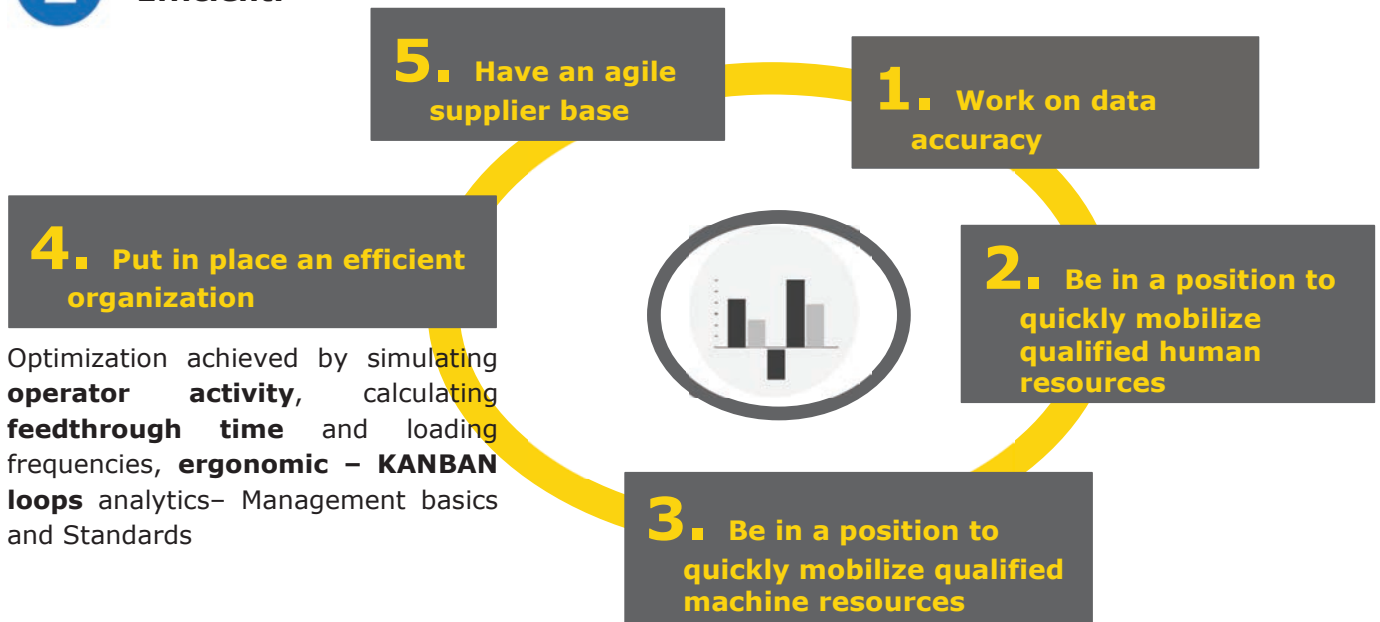 5. Have an agile
supplier base
1. Work on data
accuracy
2. Be in a position to
quickly mobilize
qualified human
resources
3. Be in a position to
quickly mobilize qualified
machine resources
4. Put in place an efficient
organization
Optimization achieved by simulating
operator activity, calculating
feedthrough time and loading
frequencies, ergonomic – KANBAN
loops analytics– Management basics
and Standards